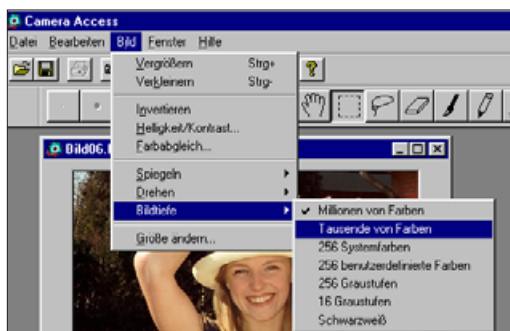 Camera Access
Datei Bearbeiten Bild Fenster Hilfe
Vergrößern Strg+
Verkleinern Strg-
Invertieren
Helligkeit/Kontrast...
Farbabgleich...
Bild06.
Spiegeln
Drehen
Bildtiefe
Größe ändern...
Millionen von Farben
Tausende von Farben
256 Systemfarben
256 benutzerdefinierte Farben
256 Graustufen
16 Graustufen
Schwarzweiß